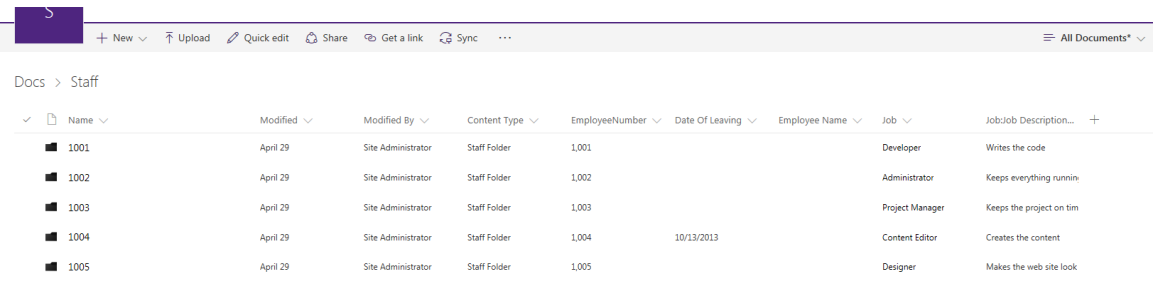 S
New Upload Quick edit Share Get a link Sync ... All Documents*
Docs > Staff
Name Modified Modified By Content Type EmployeeNumber Date Of Leaving Employee Name Job Job:Job Description...
1001 April 29 Site Administrator Staff Folder 1,001 Developer Writes the code
1002 April 29 Site Administrator Staff Folder 1,002 Administrator Keeps everything runnin
1003 April 29 Site Administrator Staff Folder 1,003 Project Manager Keeps the project on tim
1004 April 29 Site Administrator Staff Folder 1,004 10/13/2013 Content Editor Creates the content
1005 April 29 Site Administrator Staff Folder 1,005 Designer Makes the web site look